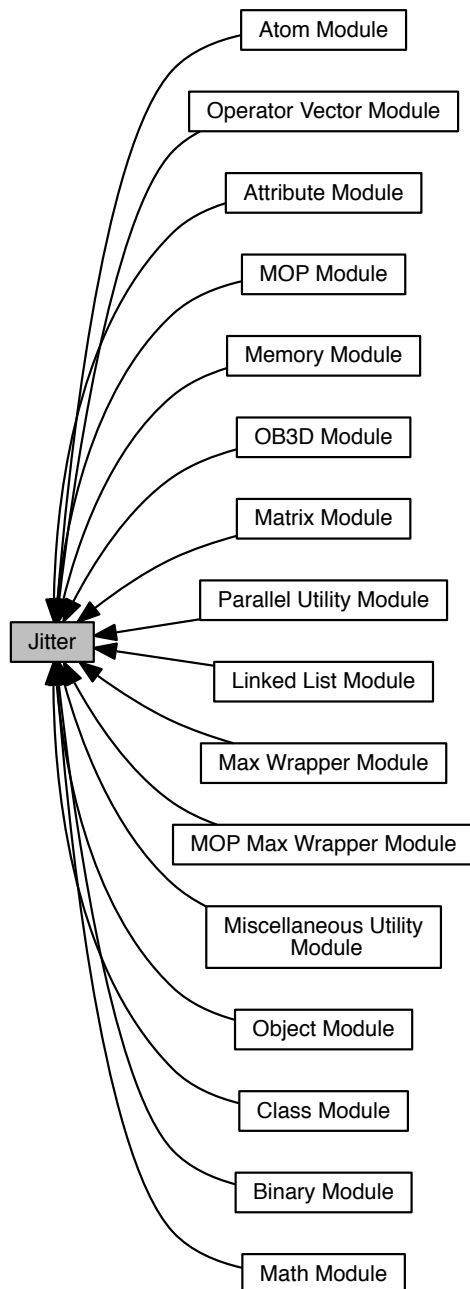 Atom Module
Operator Vector Module
Attribute Module
MOP Module
Memory Module
OB3D Module
Matrix Module
Parallel Utility Module
Jitter
Linked List Module
Max Wrapper Module
MOP Max Wrapper Module
Miscellaneous Utility
Module
Object Module
Class Module
Binary Module
Math Module